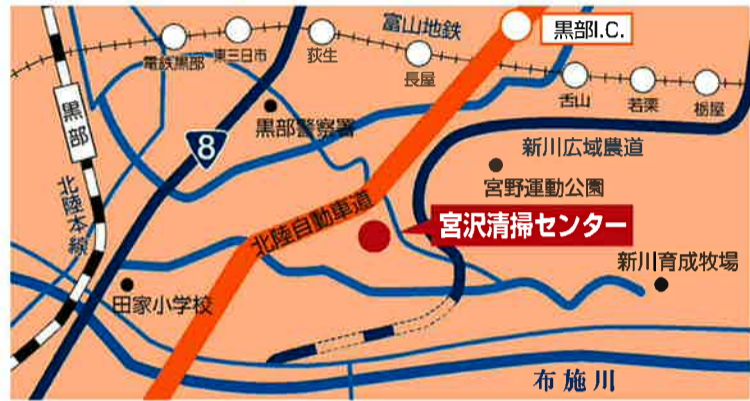 富山地鉄
黒部I.C.
電鉄黒部
東三日市
荻生
長屋
舌山
若栗
栃屋
黒部
北陸本線
8
黒部警察署
新川広域農道
宮野運動公園
北陸自動車道
宮沢清掃センター
新川育成牧場
田家小学校
布施川